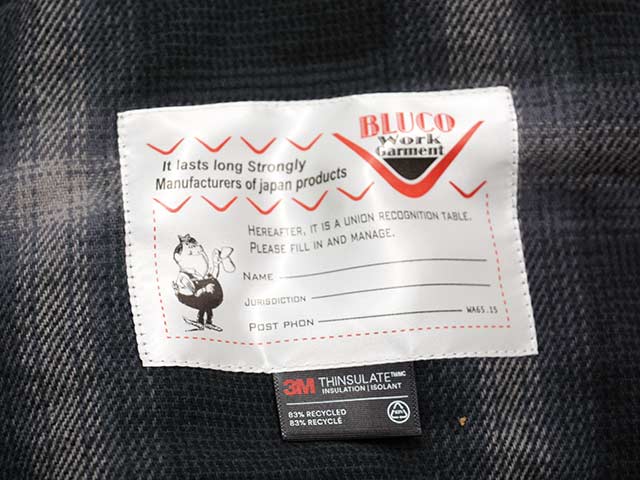 BLUCO
Work
Garment
It lasts long Strongly
Manufacturers of japan products
HEREAFTER, IT IS A UNION RECOGNITION TABLE.
PLEASE FILL IN AND MANAGE.
NAME
JURISDICTION
POST PHON
WA65.15
3M THINSULATE
INSULATION | ISOLANT
83% RECYCLED
83% RECYCLÉ